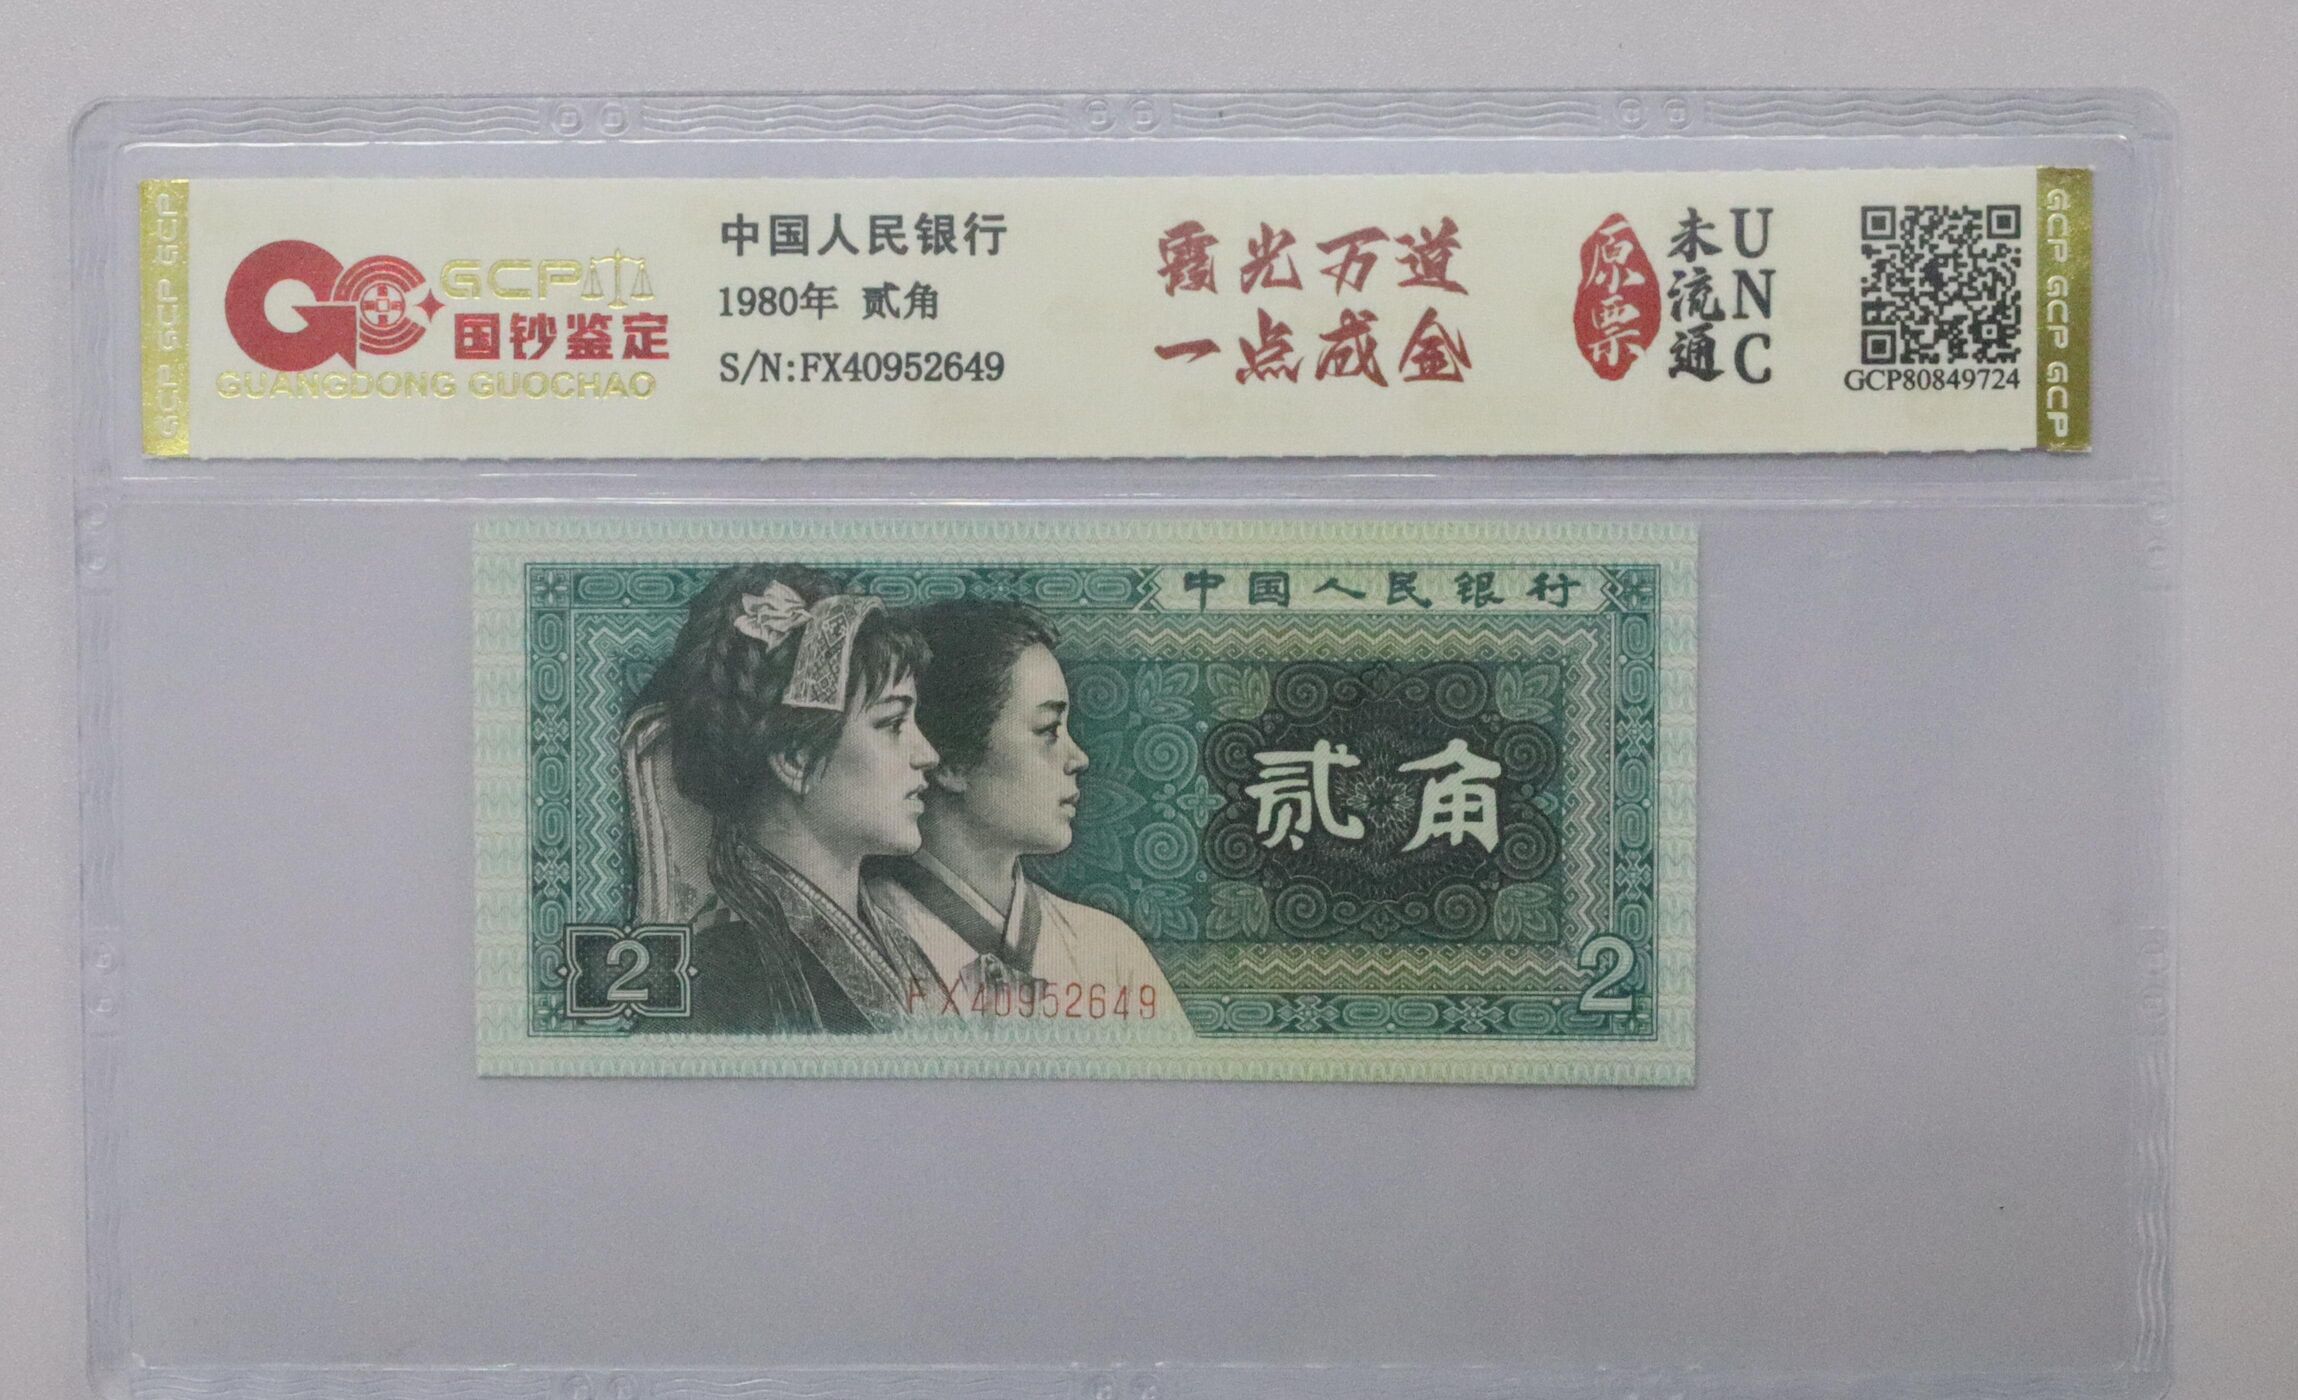 GCP GCP GCP
GCP
国钞鉴定
GUANGDONG GUOCHAO
中国人民银行
1980年 贰角
S/N:FX40952649
霞光万道
一点成金
原票
未流通
UNC
GCP80849724
GCP GCP GCP
中国人民银行
贰角
2
2
FX40952649